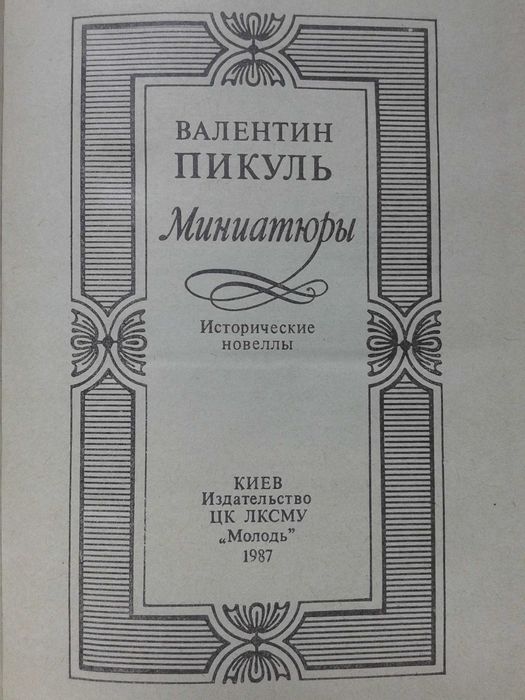 ВАЛЕНТИН
ПИКУЛЬ
Миниатюры
Исторические
новеллы
КИЕВ
Издательство
ЦК ЛКСМУ
„Молодь”
1987